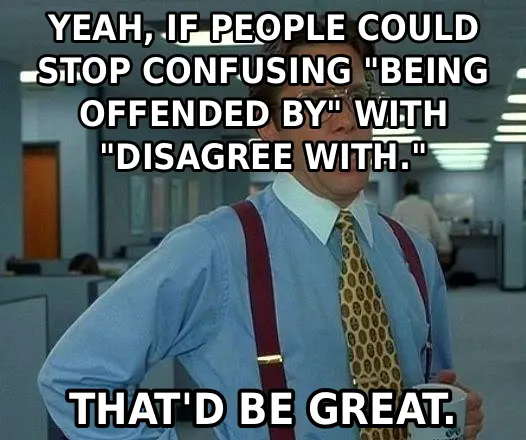 YEAH, IF PEOPLE COULD
STOP CONFUSING "BEING
OFFENDED BY" WITH
"DISAGREE WITH."
THAT'D BE GREAT.